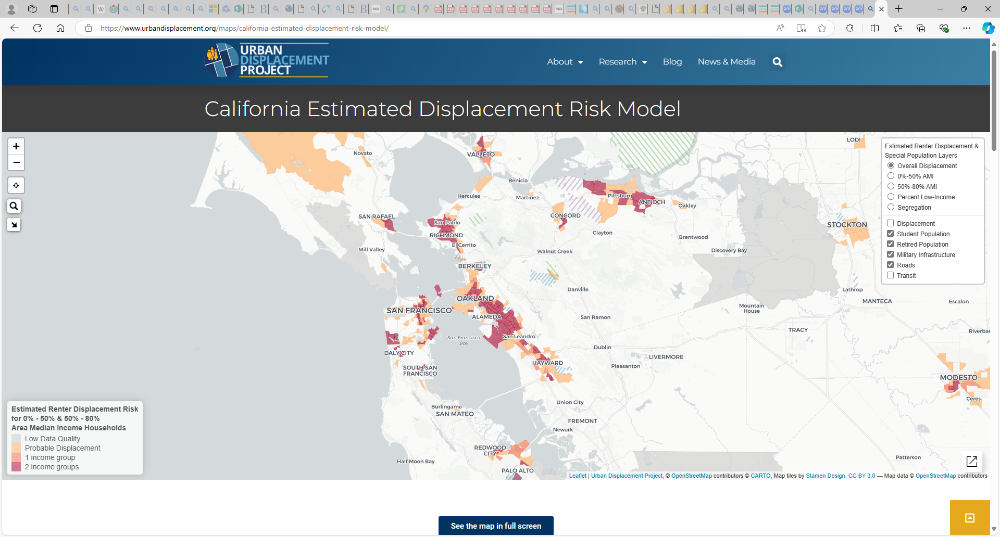 https://www.urbandisplacement.org/maps/california-estimated-displacement-risk-model/
URBAN
DISPLACEMENT
PROJECT
About
Research
Blog
News & Media
California Estimated Displacement Risk Model
+
−
Estimated Renter Displacement &
Special Population Layers
Overall Displacement
0%-50% AMI
50%-80% AMI
Percent Low-Income
Segregation
Displacement
Student Population
Retired Population
Military Infrastructure
Roads
Transit
LODI
Novato
VALLEJO
Benicia
Hercules
Martinez
Pittsburg
ANTIOCH
Oakley
SAN RAFAEL
San Pablo
CONCORD
RICHMOND
Clayton
Brentwood
STOCKTON
El Cerrito
Mill Valley
Walnut Creek
Discovery Bay
BERKELEY
Danville
Lathrop
OAKLAND
MANTECA
Escalon
SAN FRANCISCO
ALAMEDA
San Ramon
Mountain
House
TRACY
Riverbar
San Francisco
Bay
San Leandro
Dublin
DALY CITY
LIVERMORE
HAYWARD
Pleasanton
SOUTH SAN
FRANCISCO
MODESTO
Ceres
Union City
Burlingame
SAN MATEO
FREMONT
Newark
REDWOOD
CITY
Half Moon Bay
PALO ALTO
Patterson
Estimated Renter Displacement Risk
for 0% - 50% & 50% - 80%
Area Median Income Households
Low Data Quality
Probable Displacement
1 income group
2 income groups
Leaflet | Urban Displacement Project, © OpenStreetMap contributors © CARTO, Map tiles by Stamen Design, CC BY 3.0 — Map data © OpenStreetMap contributors
See the map in full screen